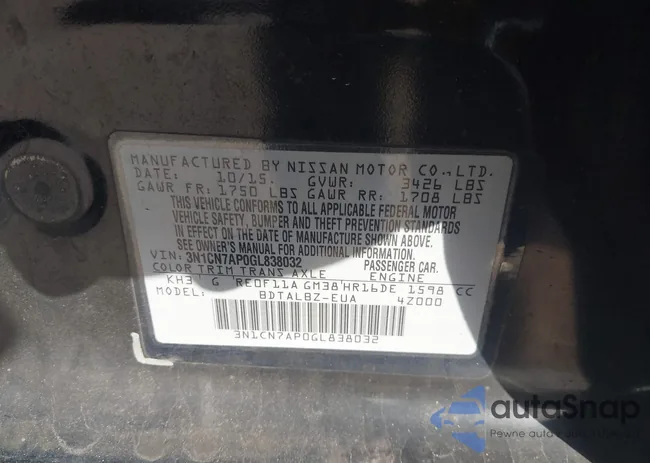 MANUFACTURED BY NISSAN MOTOR CO., LTD.
DATE: 10/15. GVWR: 3426 LBS
GAWR FR: 1750 LBS GAWR RR: 1708 LBS
THIS VEHICLE CONFORMS TO ALL APPLICABLE FEDERAL MOTOR
VEHICLE SAFETY, BUMPER AND THEFT PREVENTION STANDARDS
IN EFFECT ON THE DATE OF MANUFACTURE SHOWN ABOVE.
SEE OWNER'S MANUAL FOR ADDITIONAL INFORMATION.
VIN: 3N1CN7AP0GL838032 PASSENGER CAR.
COLOR TRIM TRANS AXLE ENGINE
KH3 G RE0F11A GM38 HR16DE 1598 CC
MODEL: BDTALBZ-EUA 4Z000
3N1CN7AP0GL838032
autoSnap
Pewne auto